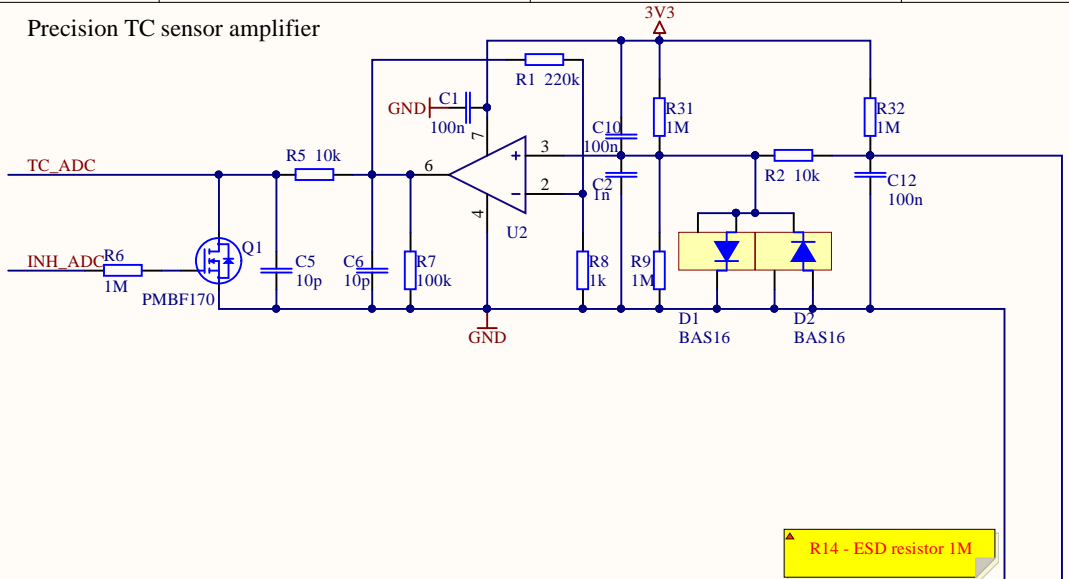 Precision TC sensor amplifier
3V3
R1 220k
C1
GND
100n
7
R31
1M
R32
1M
C10
100n
TC_ADC
R5 10k
6
3
2
4
U2
C2
1n
R2 10k
C12
100n
INH_ADC
R6
1M
Q1
PMBF170
C5
10p
C6
10p
R7
100k
R8
1k
R9
1M
D1
BAS16
D2
BAS16
GND
R14 - ESD resistor 1M